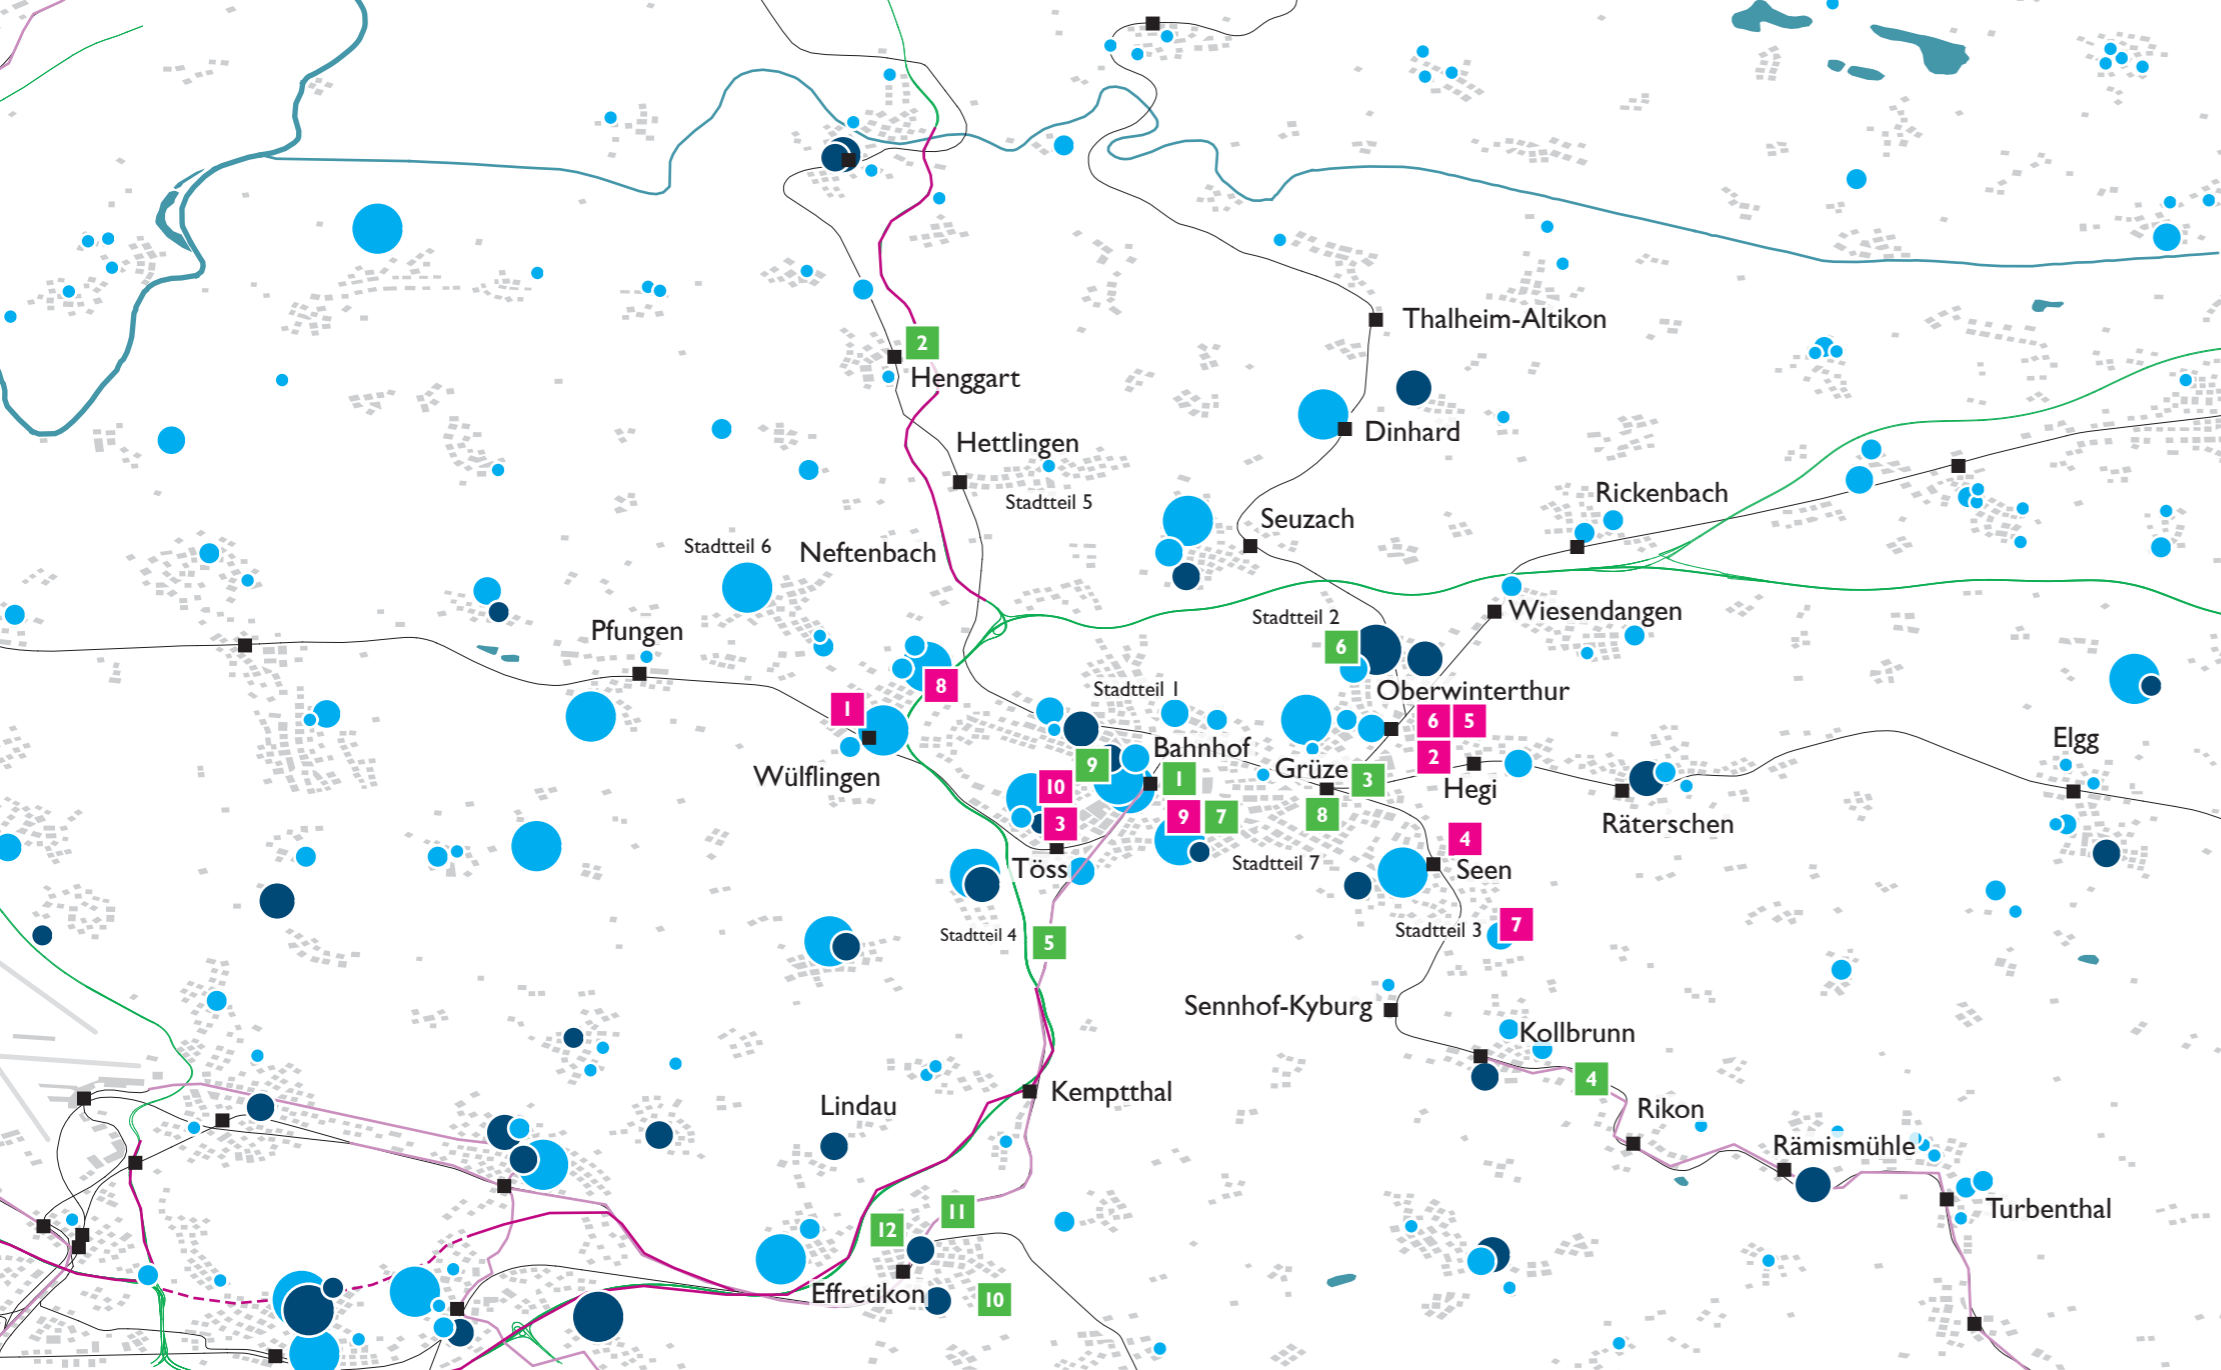 Thalheim-Altikon
2
Henggart
Dinhard
Hettlingen
Stadtteil 5
Rickenbach
Seuzach
Stadtteil 6
Neftenbach
Stadtteil 2
Wiesendangen
Pfungen
6
8
Stadtteil 1
Oberwinterthur
1
6 5
Bahnhof
2
Elgg
Wülflingen
9
1
Grüze
3
Hegi
10
3
9 7
8
Räterschen
4
Töss
Stadtteil 7
Seen
Stadtteil 4
5
Stadtteil 3
7
Sennhof-Kyburg
Kollbrunn
4
Kemptthal
Lindau
Rikon
Rämismühle
Turbenthal
11
12
Effretikon
10